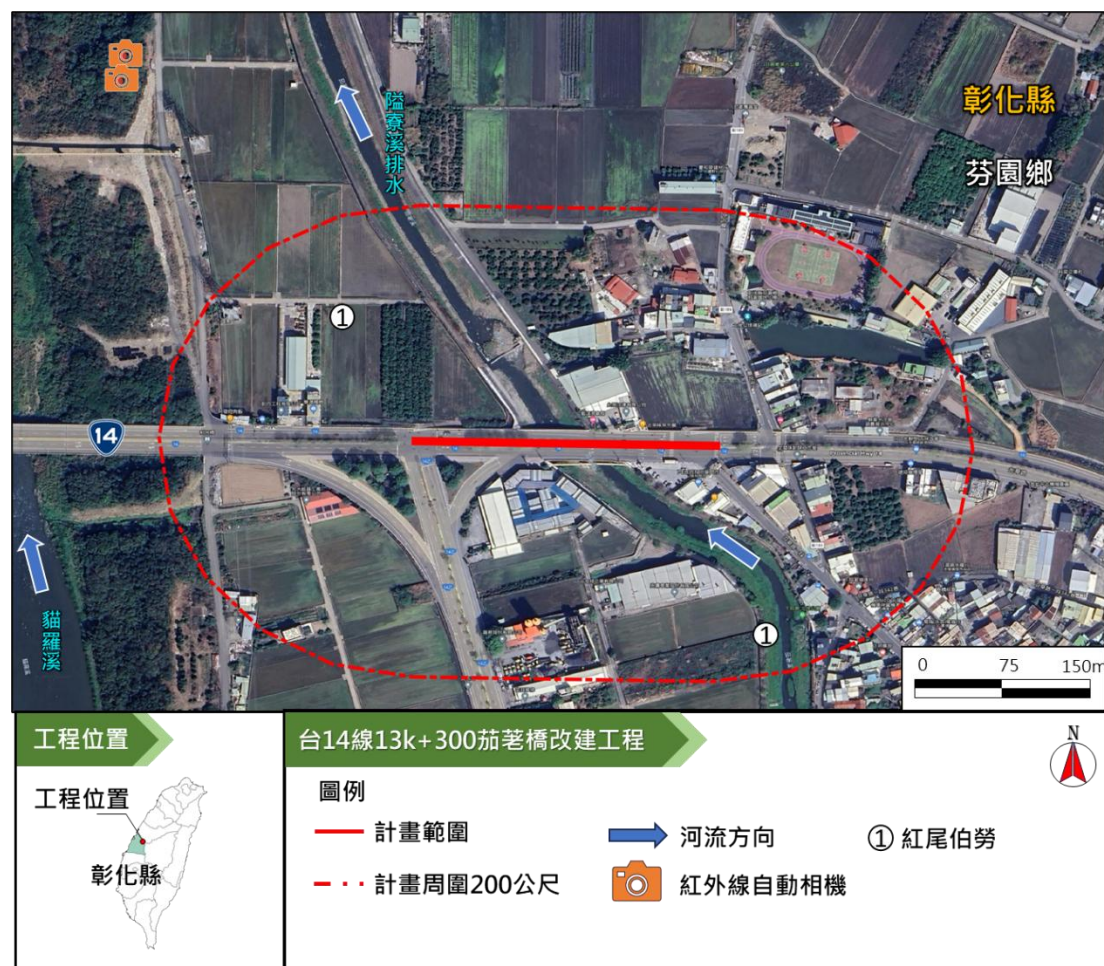 彰化縣
芬園鄉
隘寮溪排水
①
14
貓羅溪
①
0 75 150m
工程位置
工程位置
彰化縣
台14線13k+300茄荖橋改建工程
N
圖例
計畫範圍
河流方向
① 紅尾伯勞
計畫周圍200公尺
紅外線自動相機